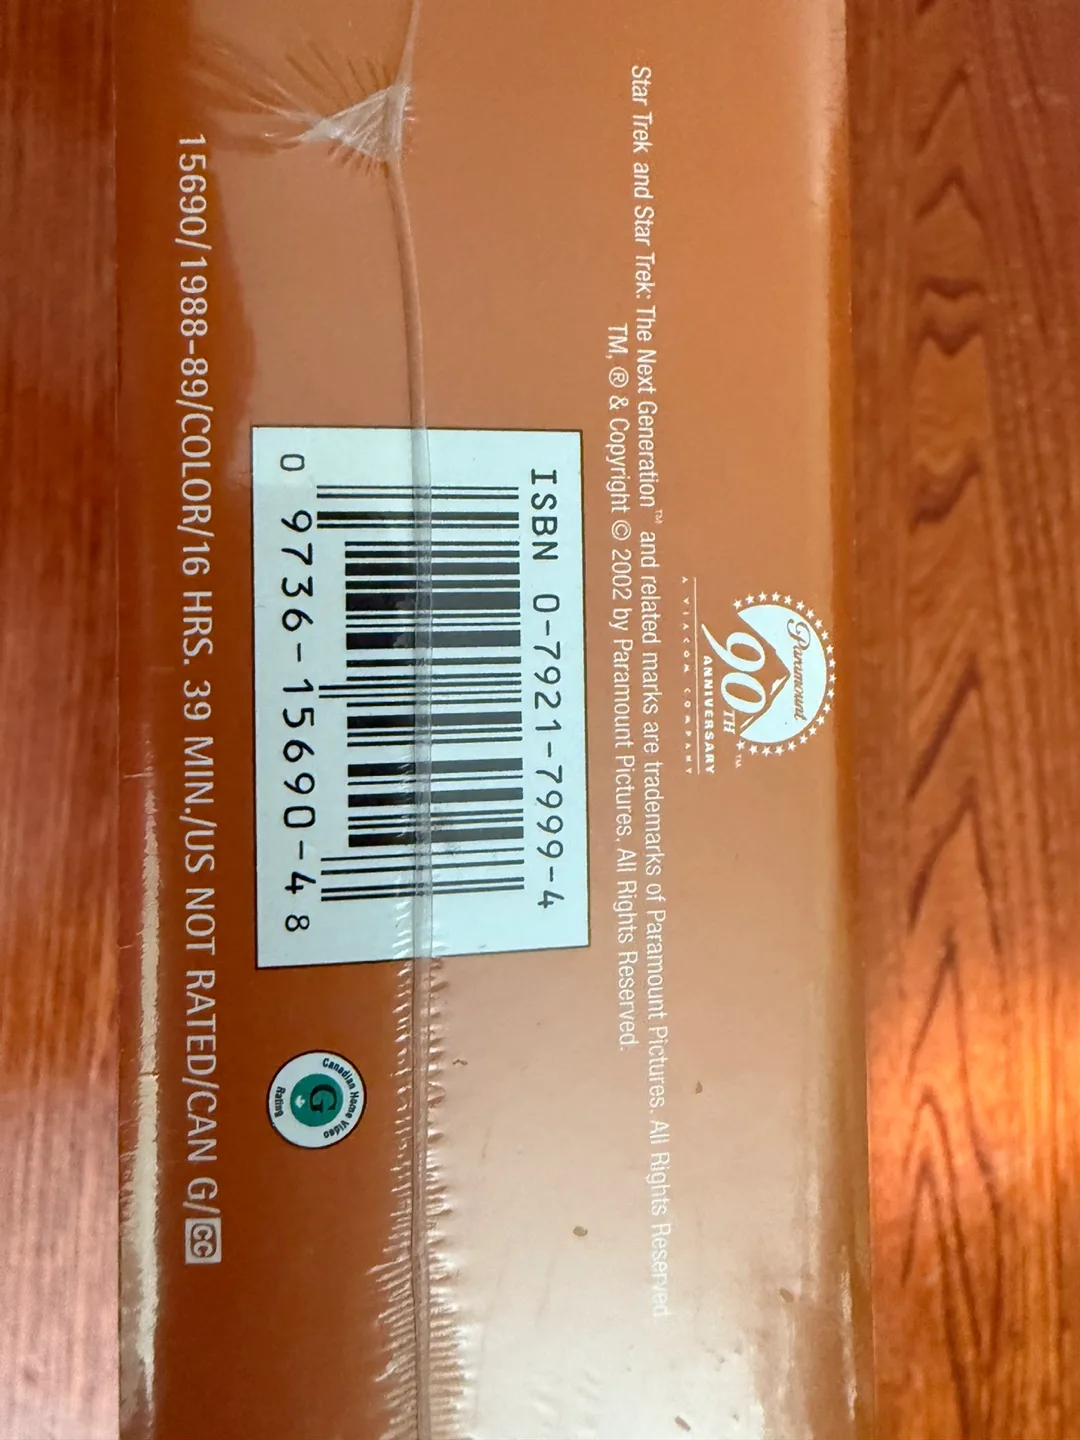 Paramount
90TH
ANNIVERSARY™
A VIACOM COMPANY
Star Trek and Star Trek: The Next Generation™ and related marks are trademarks of Paramount Pictures. All Rights Reserved
TM, ® & Copyright © 2002 by Paramount Pictures. All Rights Reserved.
ISBN 0-7921-7999-4
0 9736-15690-4 8
Canadian Home Video
G
Rating
15690/1988-89/COLOR/16 HRS. 39 MIN./US NOT RATED/CAN G/CC